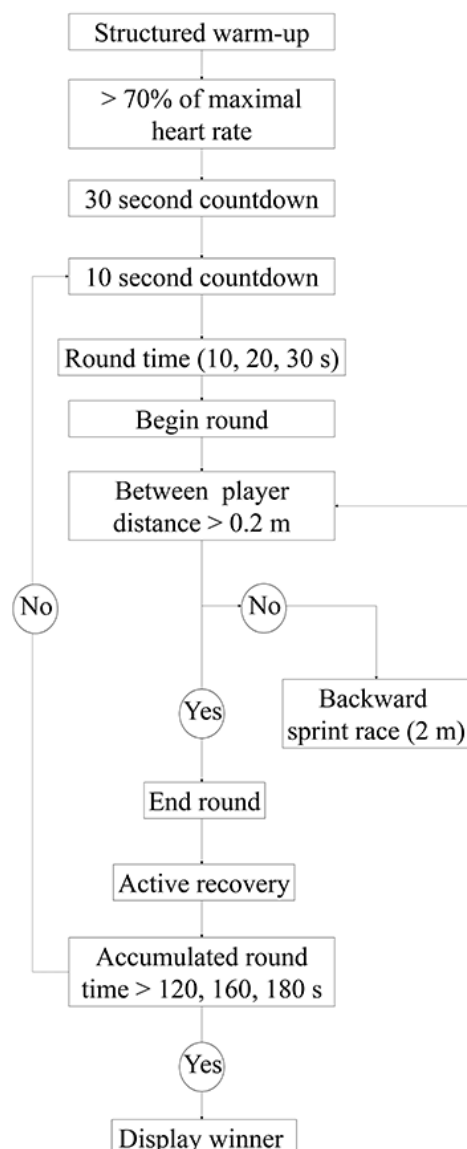 Structured warm-up
> 70% of maximal
heart rate
30 second countdown
10 second countdown
Round time (10, 20, 30 s)
Begin round
Between player
distance > 0.2 m
No
No
Yes
Backward
sprint race (2 m)
End round
Active recovery
Accumulated round
time > 120, 160, 180 s
Yes
Display winner